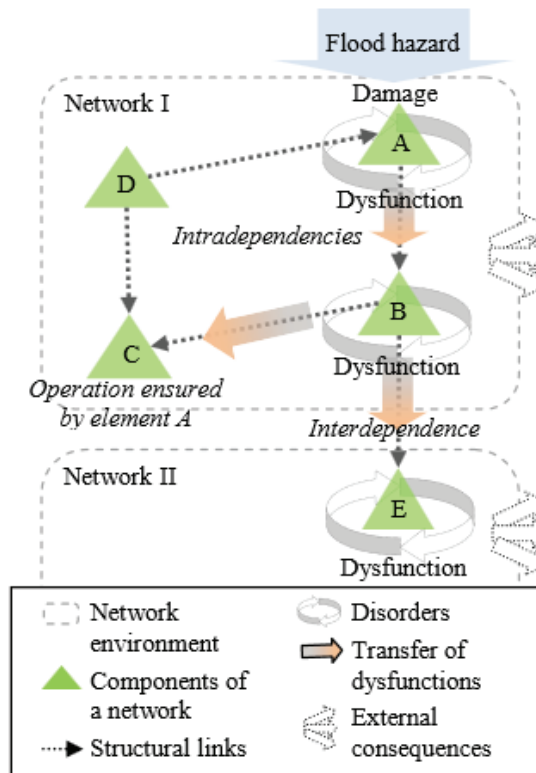 Flood hazard
Network I
Damage
A
D
Dysfunction
Intradependencies
B
C
Dysfunction
Operation ensured
by element A
Interdependence
Network II
E
Dysfunction
Network
environment
Components of
a network
Structural links
Disorders
Transfer of
dysfunctions
External
consequences